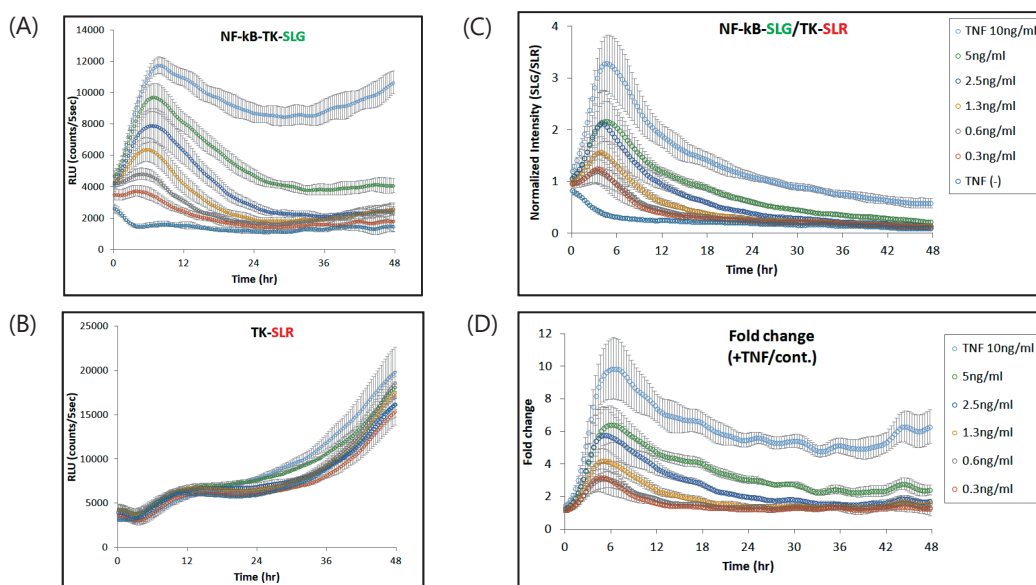 (A)
NF-kB-TK-SLG
14000
12000
10000
8000
6000
4000
2000
0
RLU (counts/5sec)
0 12 24 36 48
Time (hr)
(B)
TK-SLR
25000
20000
15000
10000
5000
0
RLU (counts/5sec)
0 12 24 36 48
Time (hr)
(C)
NF-kB-SLG/TK-SLR
4
3
2
1
0
Normalized Intensity (SLG/SLR)
0 6 12 18 24 30 36 42 48
Time (hr)
TNF 10ng/ml
5ng/ml
2.5ng/ml
1.3ng/ml
0.6ng/ml
0.3ng/ml
TNF (-)
(D)
Fold change
(+TNF/cont.)
12
10
8
6
4
2
0
Fold change
0 6 12 18 24 30 36 42 48
Time (hr)
TNF 10ng/ml
5ng/ml
2.5ng/ml
1.3ng/ml
0.6ng/ml
0.3ng/ml